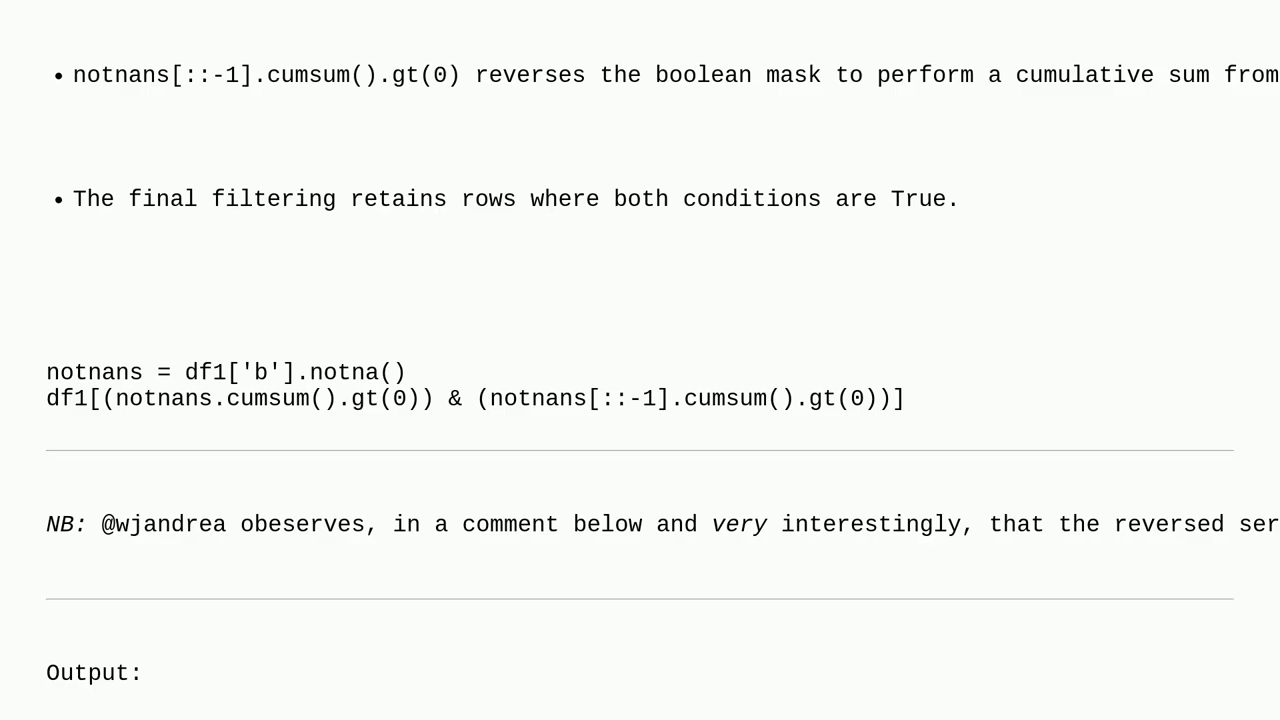 • notnans[::-1].cumsum().gt(0) reverses the boolean mask to perform a cumulative sum from
• The final filtering retains rows where both conditions are True.
notnans = df1['b'].notna()
df1[(notnans.cumsum().gt(0)) & (notnans[::-1].cumsum().gt(0))]
NB: @wjandrea obeserves, in a comment below and very interestingly, that the reversed ser
Output: